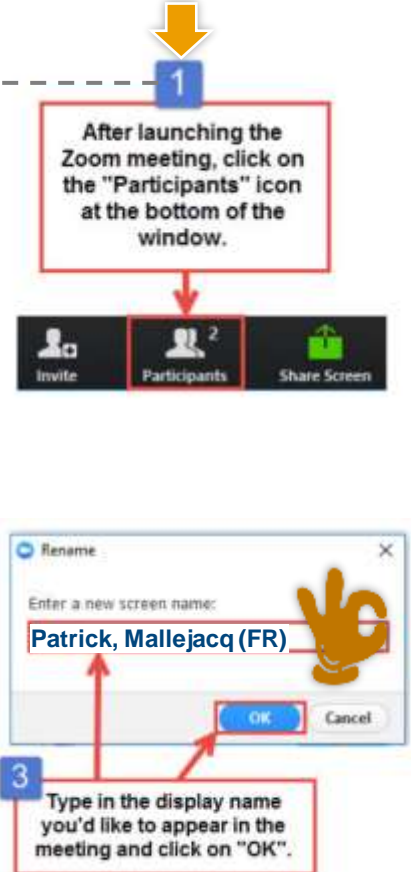 1
After launching the
Zoom meeting, click on
the "Participants" icon
at the bottom of the
window.
2
Invite Participants Share Screen
Rename
Enter a new screen name:
Patrick, Mallejacq (FR)
OK Cancel
3
Type in the display name
you'd like to appear in the
meeting and click on "OK".